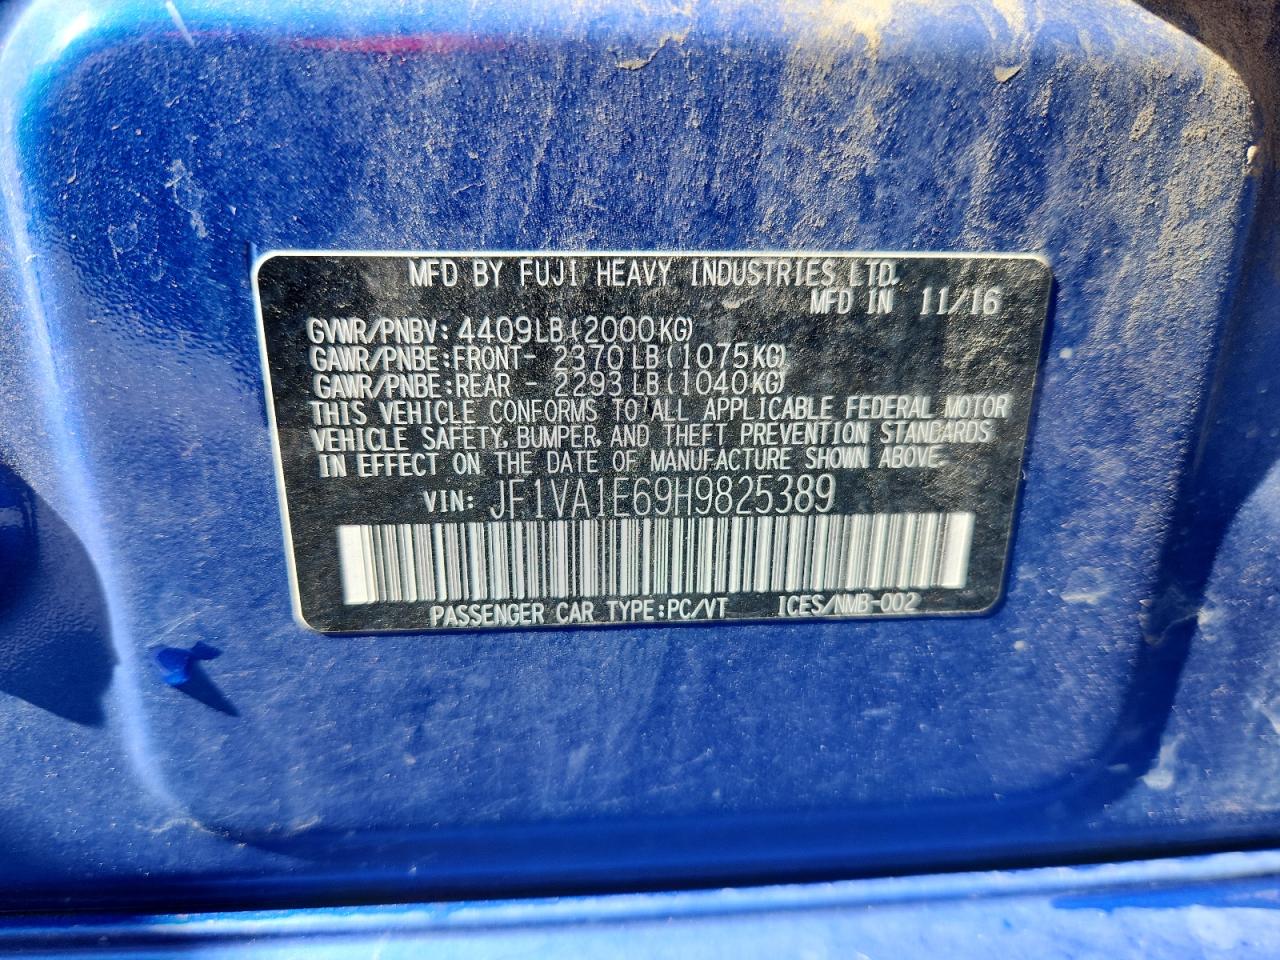 MFD BY FUJI HEAVY INDUSTRIES LTD.
MFD IN 11/16
GVWR/PNBV: 4409LB(2000KG)
GAWR/PNBE:FRONT- 2370LB(1075KG)
GAWR/PNBE:REAR - 2293LB(1040KG)
THIS VEHICLE CONFORMS TO ALL APPLICABLE FEDERAL MOTOR
VEHICLE SAFETY, BUMPER, AND THEFT PREVENTION STANDARDS
IN EFFECT ON THE DATE OF MANUFACTURE SHOWN ABOVE.
VIN: JF1VA1E69H9825389
PASSENGER CAR TYPE:PC/VT ICES/NMB-002